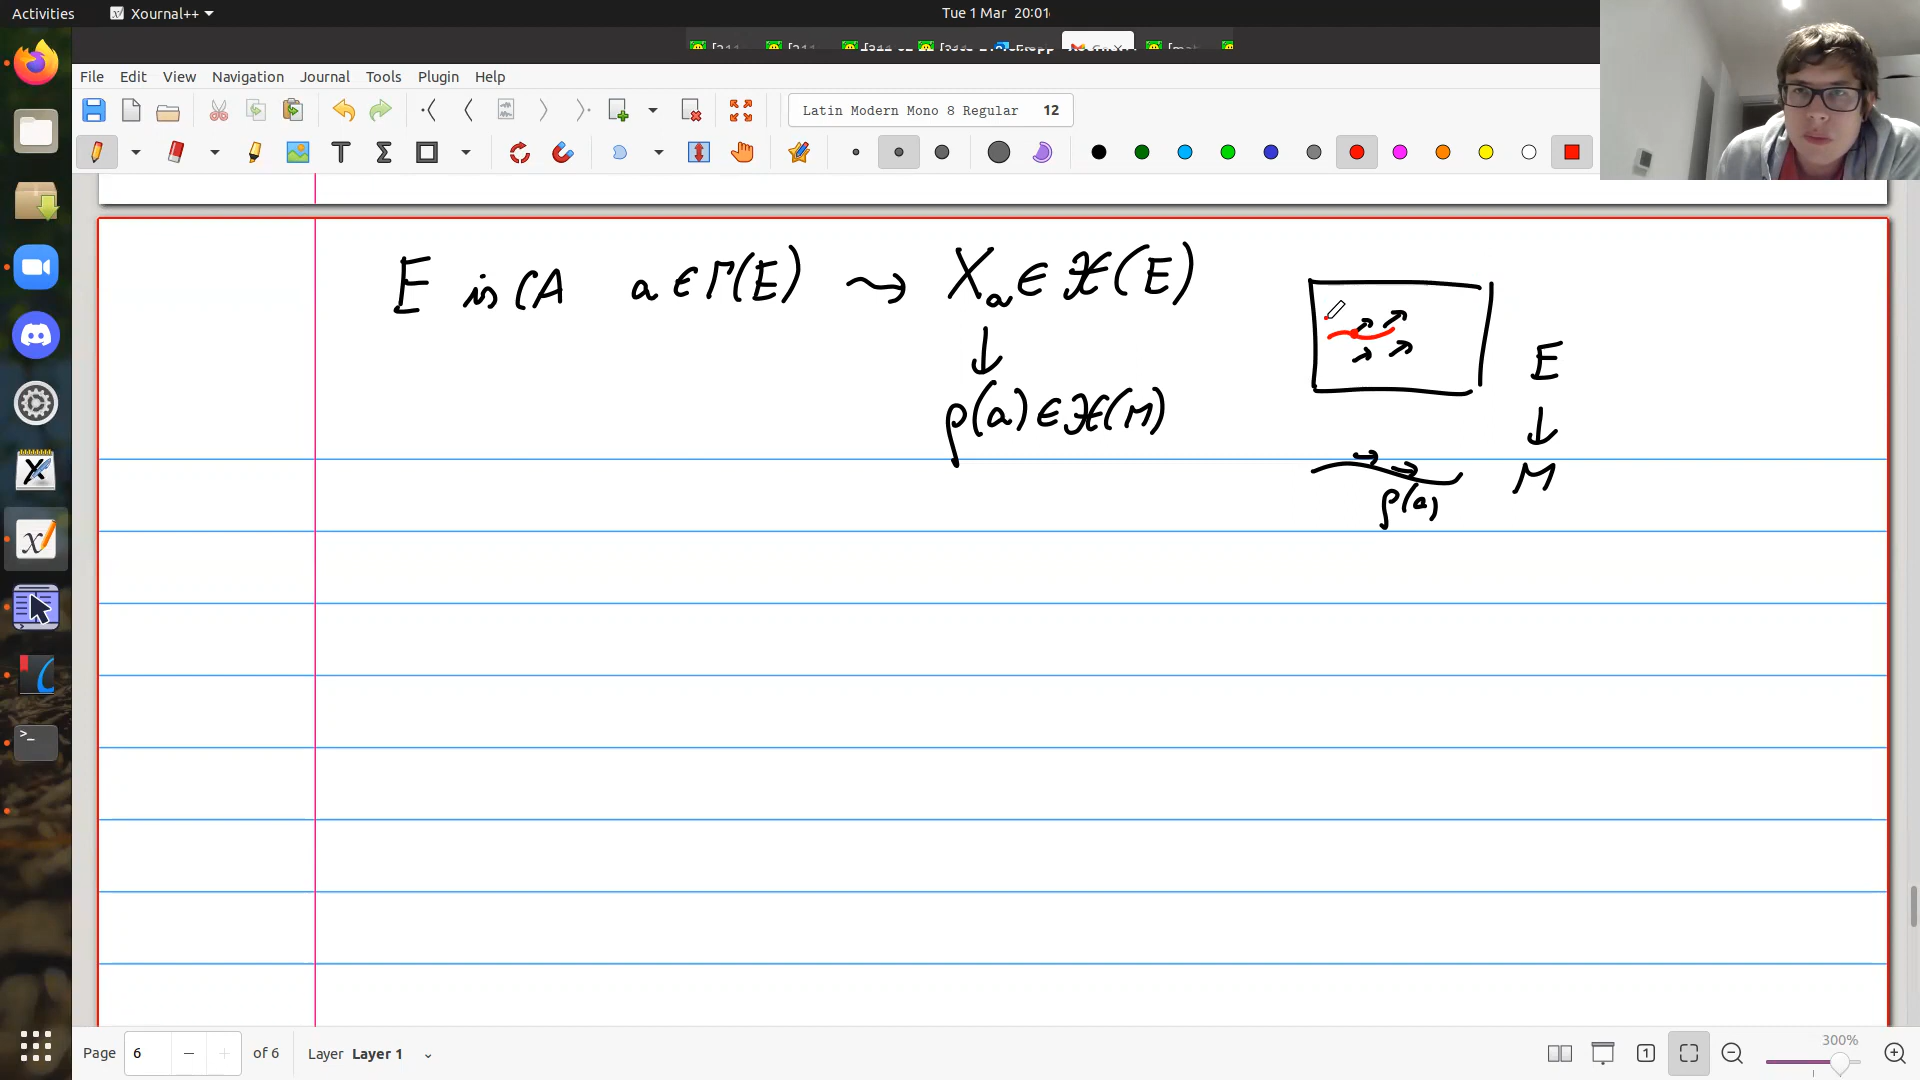 Activities Xournal++ Tue 1 Mar 20:01
File Edit View Navigation Journal Tools Plugin Help
Latin Modern Mono 8 Regular 12
E is CA a ∈ Γ(E) ⇝ X_a ∈ 𝔛(E)
↓
ρ(a) ∈ 𝔛(M)
E
↓
M
ρ(a)
Page 6 of 6 Layer Layer 1 300%